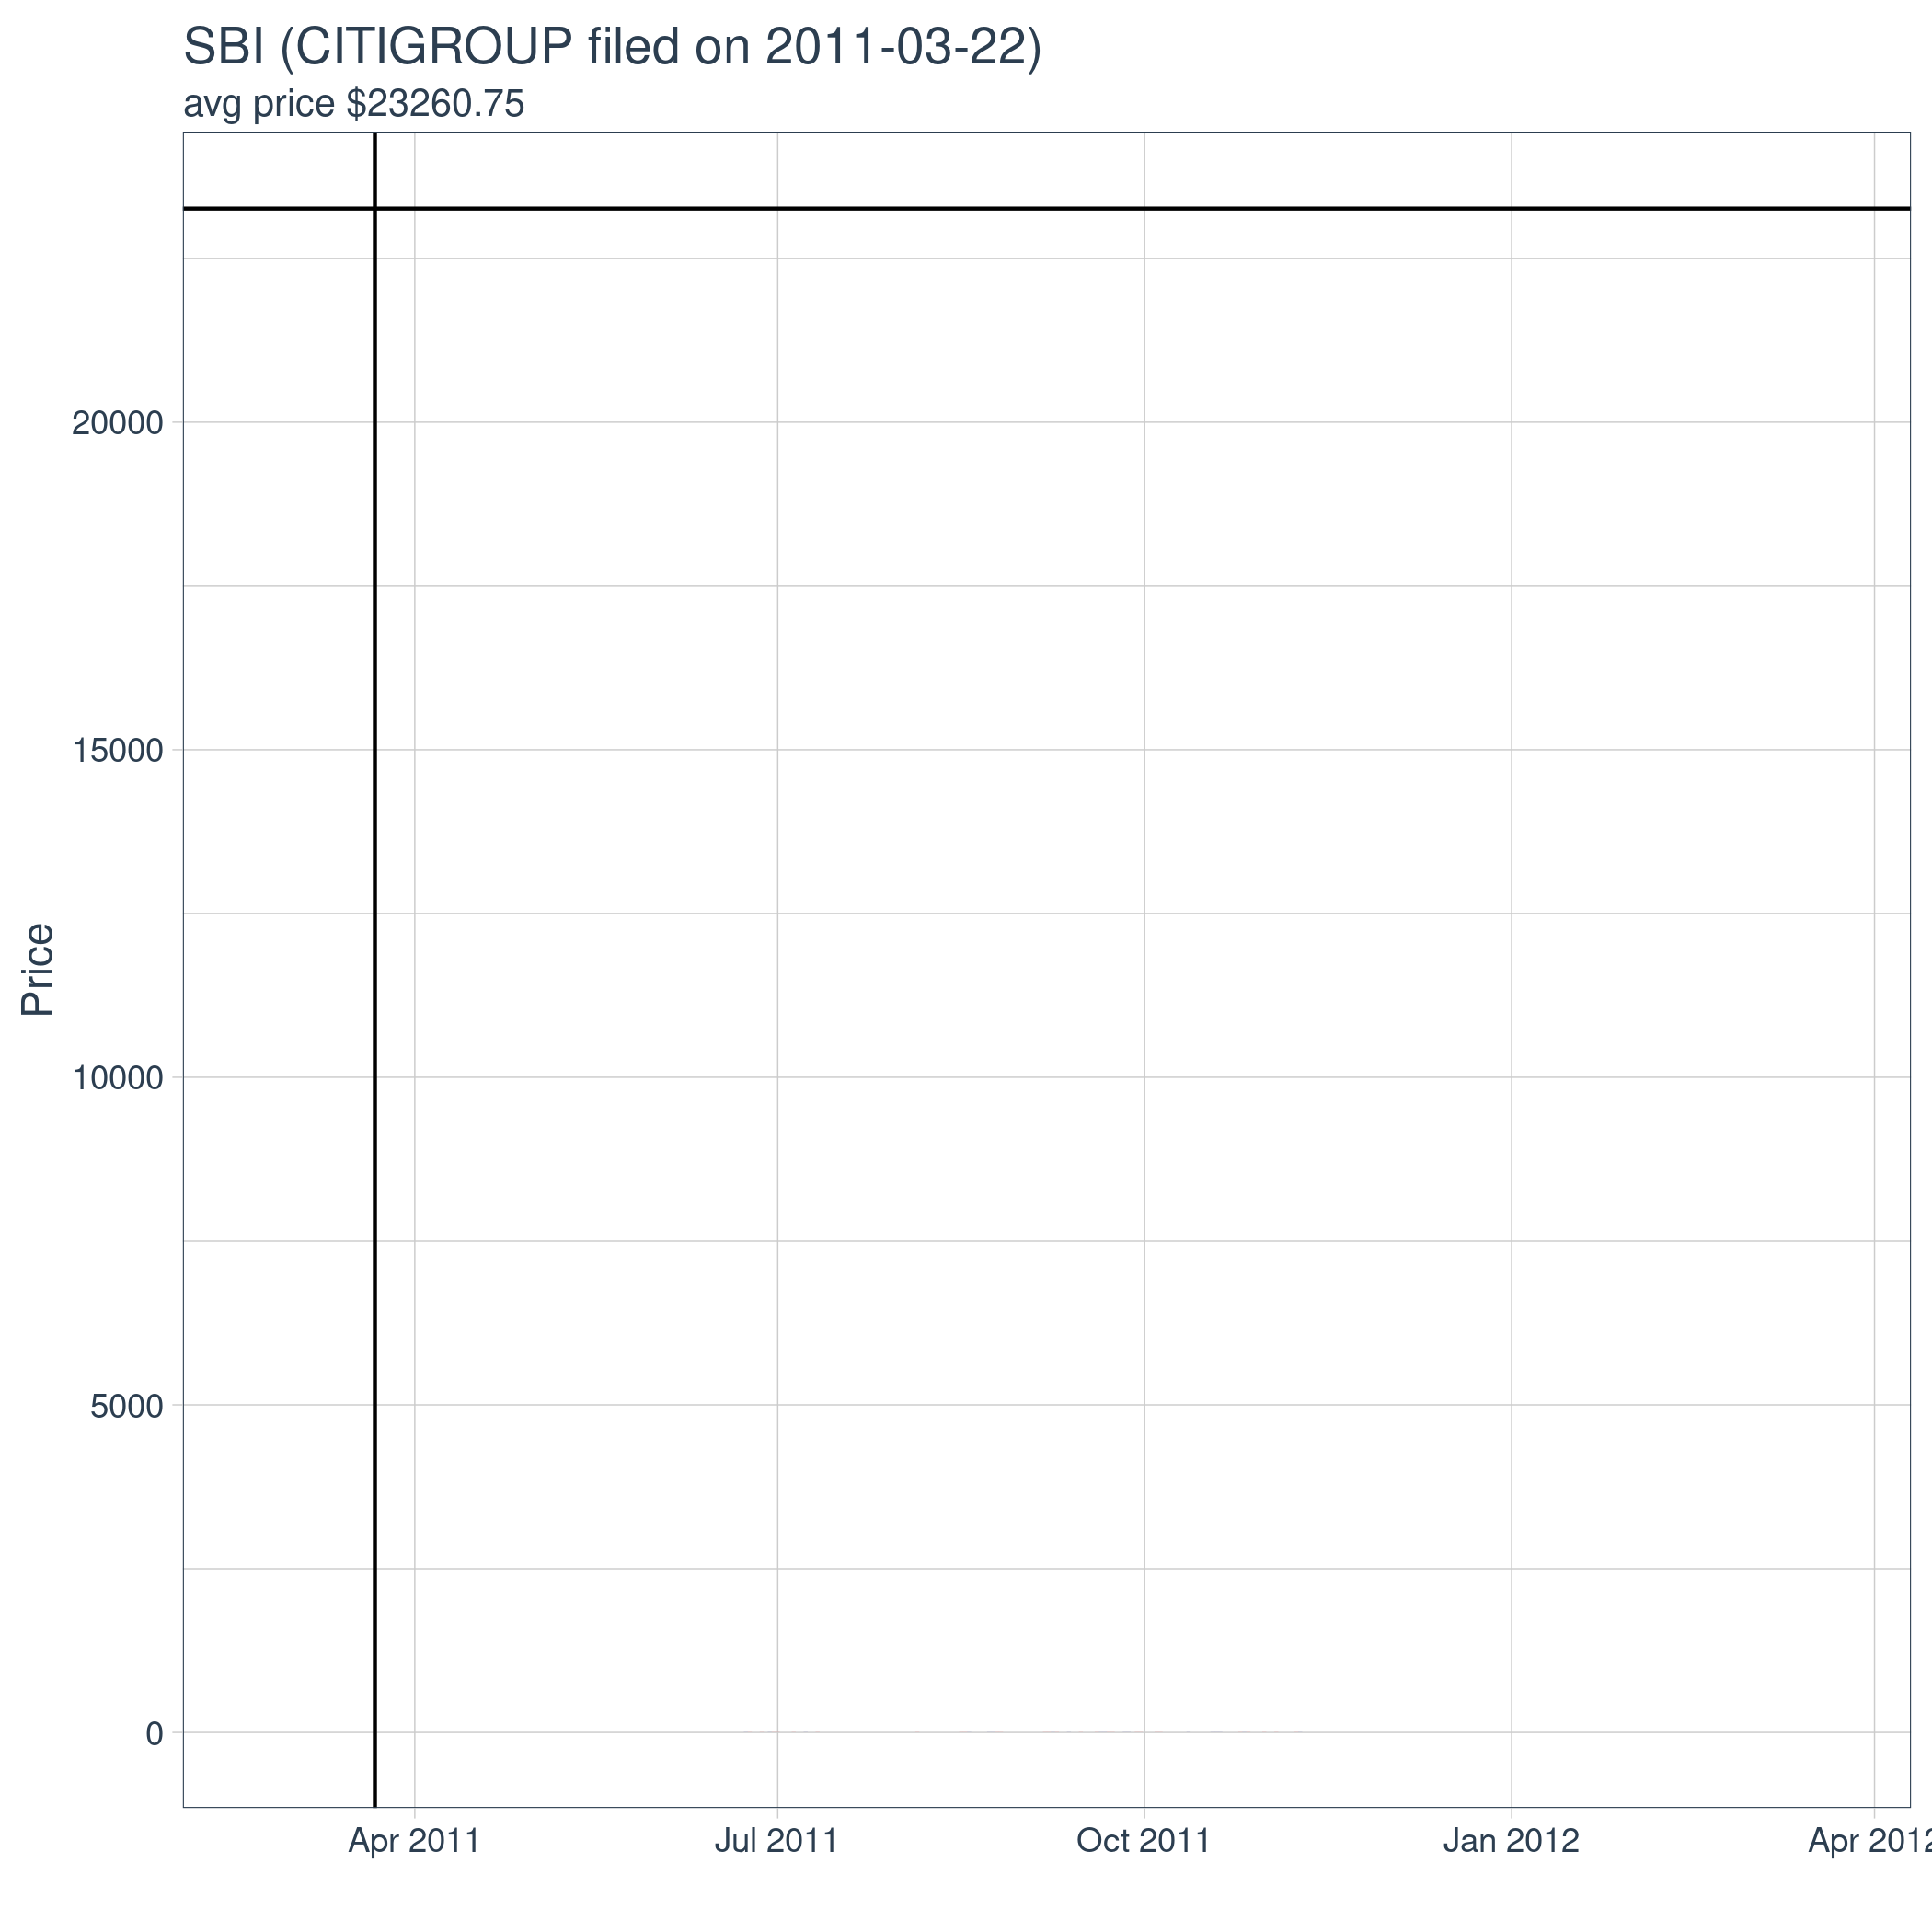 SBI (CITIGROUP filed on 2011-03-22)
avg price $23260.75
Price
20000
15000
10000
5000
0
Apr 2011
Jul 2011
Oct 2011
Jan 2012
Apr 2012